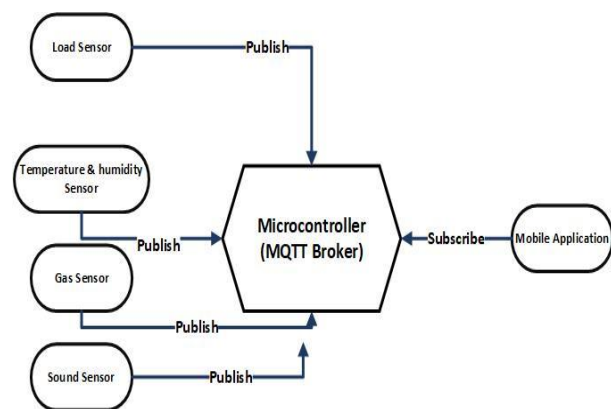 Load Sensor
Publish
Temperature & humidity
Sensor
Publish
Microcontroller
(MQTT Broker)
Subscribe
Mobile Application
Gas Sensor
Publish
Sound Sensor
Publish